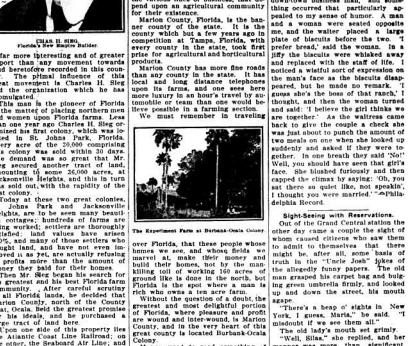 CHAS. H. SIEG,
Florida's New Empire Builder.
far more interesting and of greater
import than any movement towards
heretofore recorded in this coun-
The primal influence of this
great movement is Charles H. Sieg
and the organization which he has
promulgated.
This man is the pioneer of Florida
the matter of placing northern men
and women upon Florida farms. Less
than one year ago Charles H. Sieg or-
ganized his first colony, which was lo-
cated in St. Johns Park, Florida.
every acre of the 20,000 comprising
colony was sold within 30 days.
demand was so great that Mr.
Sieg secured another tract of land,
amounting to some 26,000 acres, at
Jacksonville Heights, and this in turn
was sold out, with the rapidity of the
first colony.
Today at these two great colonies,
Johns Park and Jacksonville
Heights, are to be seen many beauti-
cottages; hundreds of farms are
being worked; settlers are thoroughly
satisfied; land values have arisen
and many of those settlers who
bought land, and have not even im-
proved it as yet, are actually refusing
profits more than the amount of
money they paid for their homes.
Then Mr. Sieg began his search for
greatest and his best Florida farm
community. After careful scrutiny
all Florida lands, he decided that
Marion County, north of the County
seat, Ocala, field the greatest promise
for his ideals, and he purchased a
large tract of land here.
Upon one side of this property lies
the Atlantic Coast Line Railroad; on
the other, the Seaboard Air Line; and
pend upon agricultural community
for their existence.
Marion County, Florida, is the ban-
ner county of the state. It is the
county which but a few years ago in
competition at Tampa, Florida, with
every county in the state, took first
prize for agricultural and horticultural
products.
Marion County has more fine roads
than any county in the state. It has
local and long distance telephones
upon its farms, and one sees here
more luxury in an hour's travel by au-
tomobile or team than one would be-
lieve possible in a farming section.
We must remember in traveling
The Experiment Farm at Burbank-Ocala Colony.
over Florida, that these people whose
homes we see, and whose fields we
marvel at, make their money and
build their homes, not by the man-
killing toil of working 160 acres of
ground like is done in the north, but
Florida is the spot where a man is
rich who owns a ten acre farm.
Without the question of a doubt, the
greatest and most delightful portion
of Florida, where pleasure and profit
are wound and inter-wound, is Marion
County, and in the very heart of this
great county is located Burbank-Ocala
Colony.
thing occurred that particularly ap-
pealed to my sense of humor. A man
and a woman were seated opposite
me, and the waiter placed a large
plate of biscuits before the two. 'I
prefer bread,' said the woman. In a
jiffy the biscuits were whisked away
and replaced with the staff of life. I
noticed a wistful sort of expression on
the man's face as the biscuits disap-
peared, but he made no remark. 'I
guess she's the boss of that ranch,' I
thought, and then the woman turned
and said: 'I believe the girl thinks we
are together.' As the waitress came
back to give the couple a check she
was just about to punch the amount of
two meals on one when she looked up
suddenly and asked if they were to-
gether. In one breath they said 'No!'
Well, you should have seen that girl's
face. She blushed furiously and then
capped the climax by saying: 'Oh, you
sat there so quiet like, not speakin',
I thought you were married.'"—Phila-
delphia Record.
Sight-Seeing with Reservations.
Out of the Grand Central station the
other day came a couple the sight of
whom caused citizens who saw them
to admit to themselves that there
might be, after all, some basis of
truth in the "Uncle Josh" jokes of
the allegedly funny papers. The old
man grasped his carpet bag and bulg-
ing green umbrella firmly, and looked
up and down the street, his mouth
agape.
"There's a heap o' sights in New
York, I guess, Maria," he said. "I
misdoubt if we see them all."
The old lady's mouth set grimly.
"Well, Silas," she replied, and her